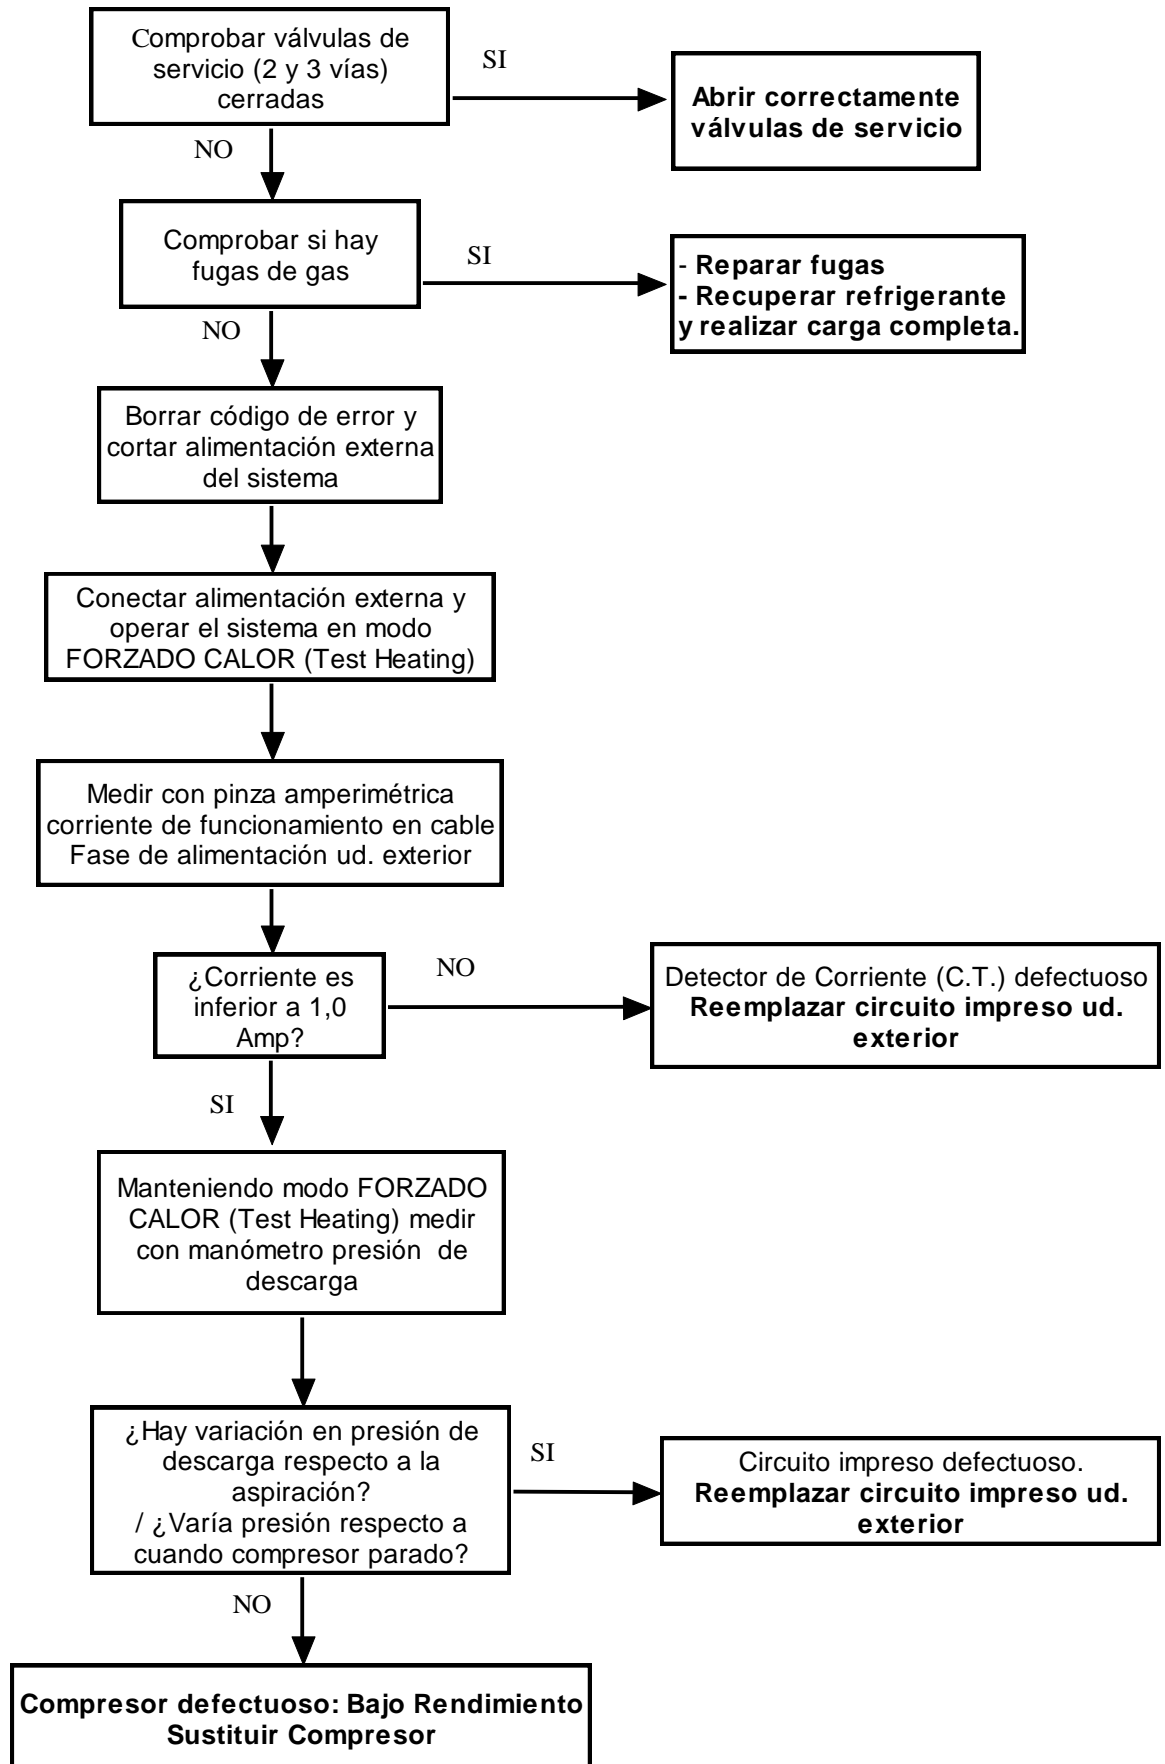 Comprobar válvulas de
servicio (2 y 3 vías)
cerradas
SI
Abrir correctamente
válvulas de servicio
NO
Comprobar si hay
fugas de gas
SI
- Reparar fugas
- Recuperar refrigerante
y realizar carga completa.
NO
Borrar código de error y
cortar alimentación externa
del sistema
Conectar alimentación externa y
operar el sistema en modo
FORZADO CALOR (Test Heating)
Medir con pinza amperimétrica
corriente de funcionamiento en cable
Fase de alimentación ud. exterior
¿Corriente es
inferior a 1,0
Amp?
NO
Detector de Corriente (C.T.) defectuoso
Reemplazar circuito impreso ud.
exterior
SI
Manteniendo modo FORZADO
CALOR (Test Heating) medir
con manómetro presión de
descarga
¿Hay variación en presión de
descarga respecto a la
aspiración?
/ ¿Varía presión respecto a
cuando compresor parado?
SI
Circuito impreso defectuoso.
Reemplazar circuito impreso ud.
exterior
NO
Compresor defectuoso: Bajo Rendimiento
Sustituir Compresor